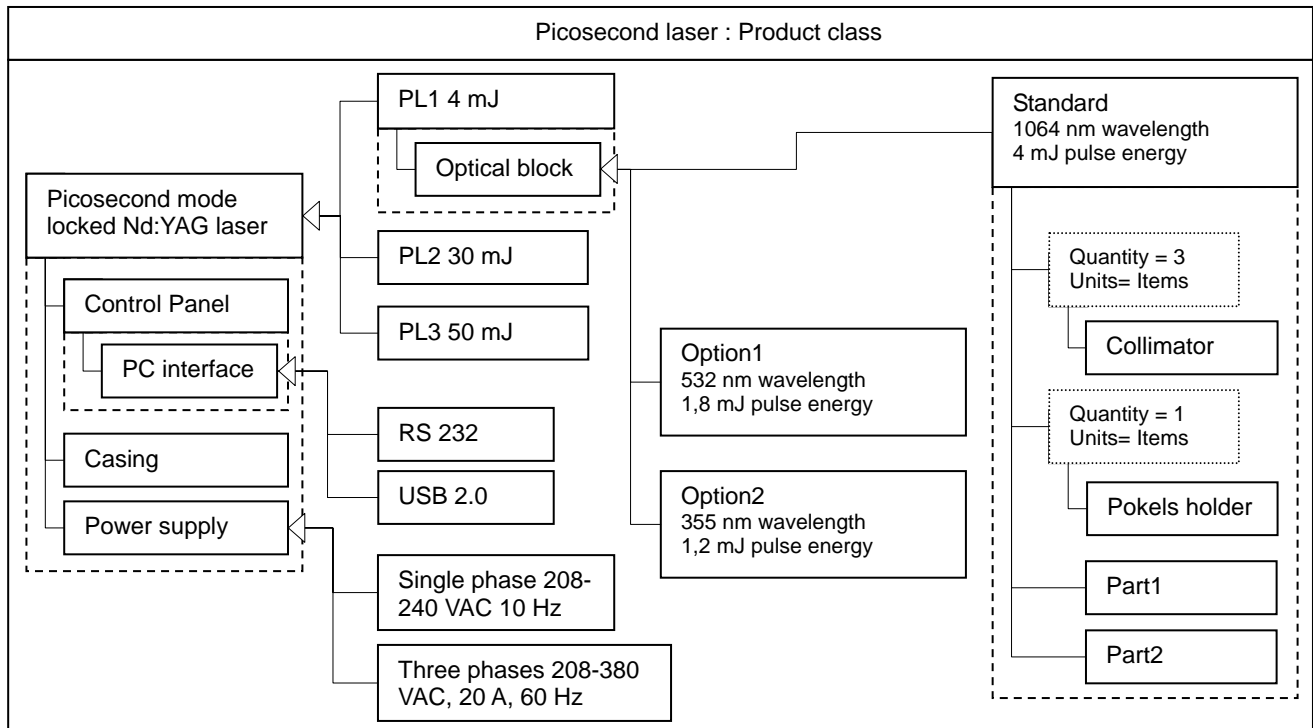 Picosecond laser : Product class
Picosecond mode
locked Nd:YAG laser
Control Panel
PC interface
Casing
Power supply
PL1 4 mJ
Optical block
PL2 30 mJ
PL3 50 mJ
RS 232
USB 2.0
Single phase 208-
240 VAC 10 Hz
Three phases 208-380
VAC, 20 A, 60 Hz
Option1
532 nm wavelength
1,8 mJ pulse energy
Option2
355 nm wavelength
1,2 mJ pulse energy
Standard
1064 nm wavelength
4 mJ pulse energy
Quantity = 3
Units= Items
Collimator
Quantity = 1
Units= Items
Pokels holder
Part1
Part2